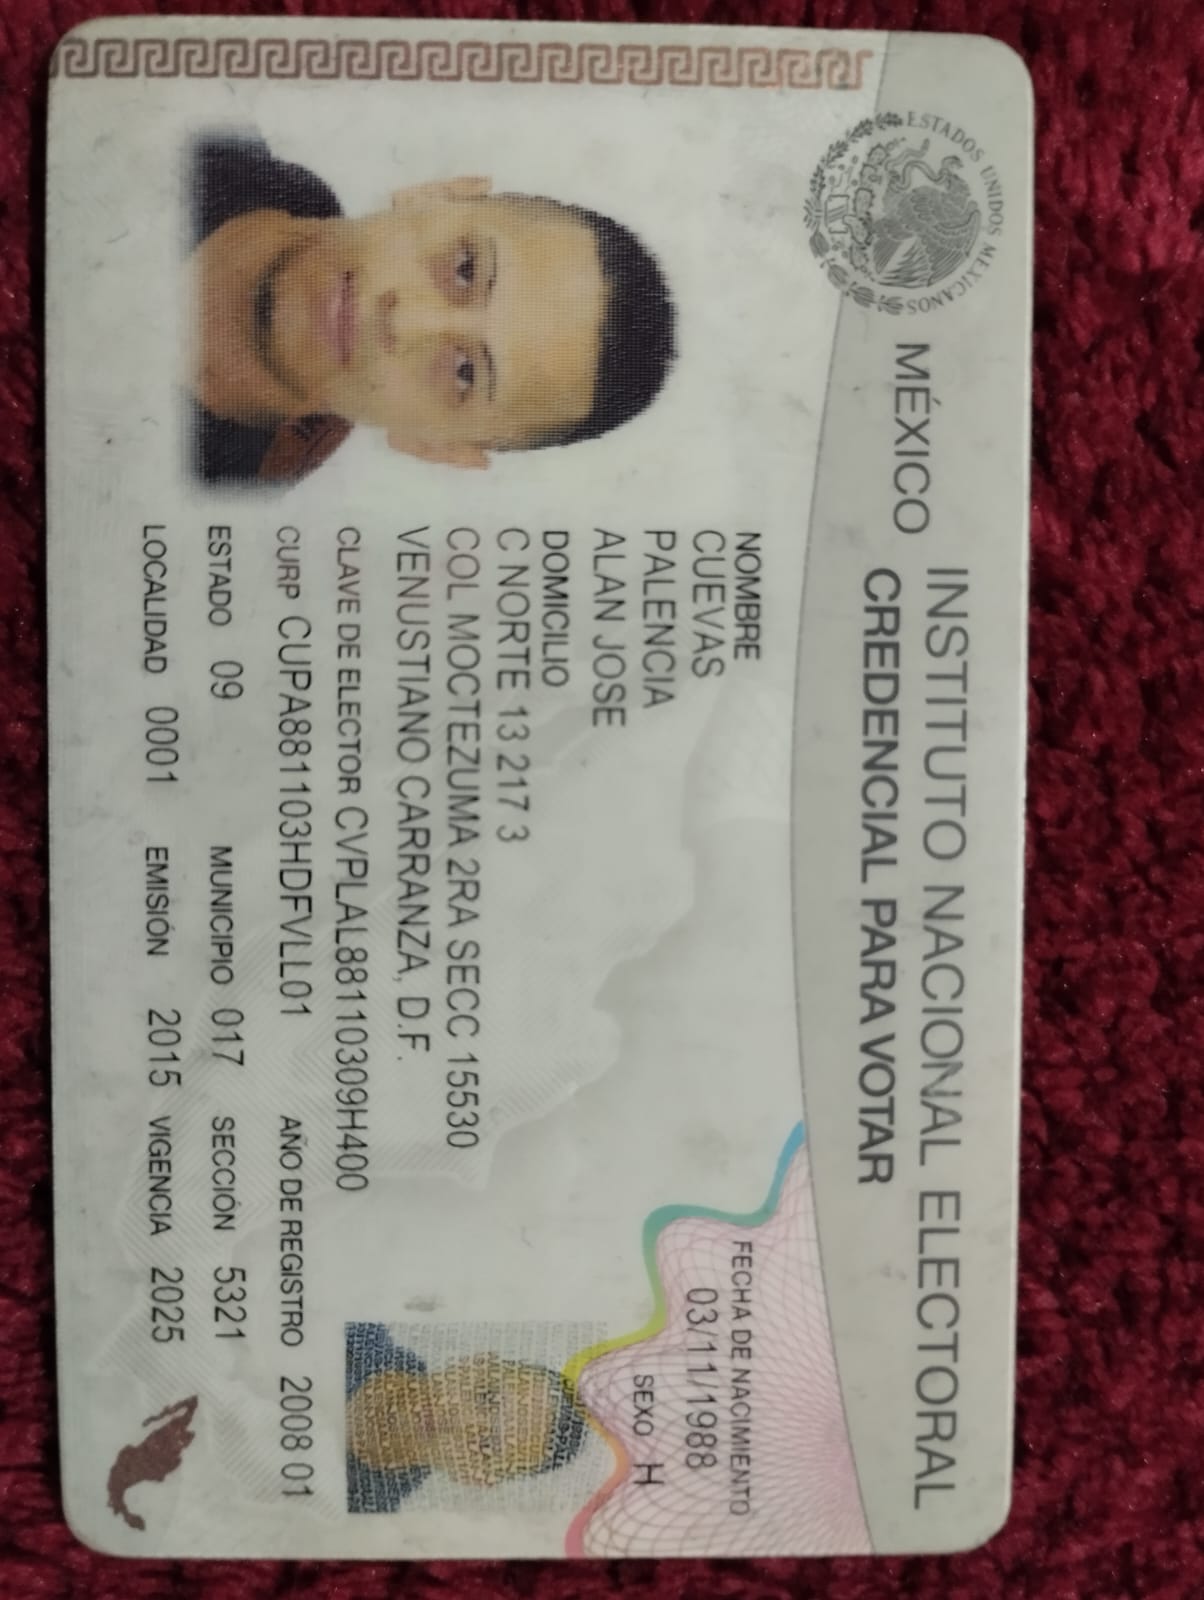 ESTADOS UNIDOS MEXICANOS
MÉXICO
INSTITUTO NACIONAL ELECTORAL
CREDENCIAL PARA VOTAR
NOMBRE
CUEVAS
PALENCIA
ALAN JOSE
FECHA DE NACIMIENTO
03/11/1988
SEXO H
DOMICILIO
C NORTE 13 217 3
COL MOCTEZUMA 2RA SECC 15530
VENUSTIANO CARRANZA, D.F.
CLAVE DE ELECTOR CVPLAL88110309H400
CURP CUPA881103HDFVLL01 AÑO DE REGISTRO 2008 01
ESTADO 09 MUNICIPIO 017 SECCIÓN 5321
LOCALIDAD 0001 EMISIÓN 2015 VIGENCIA 2025